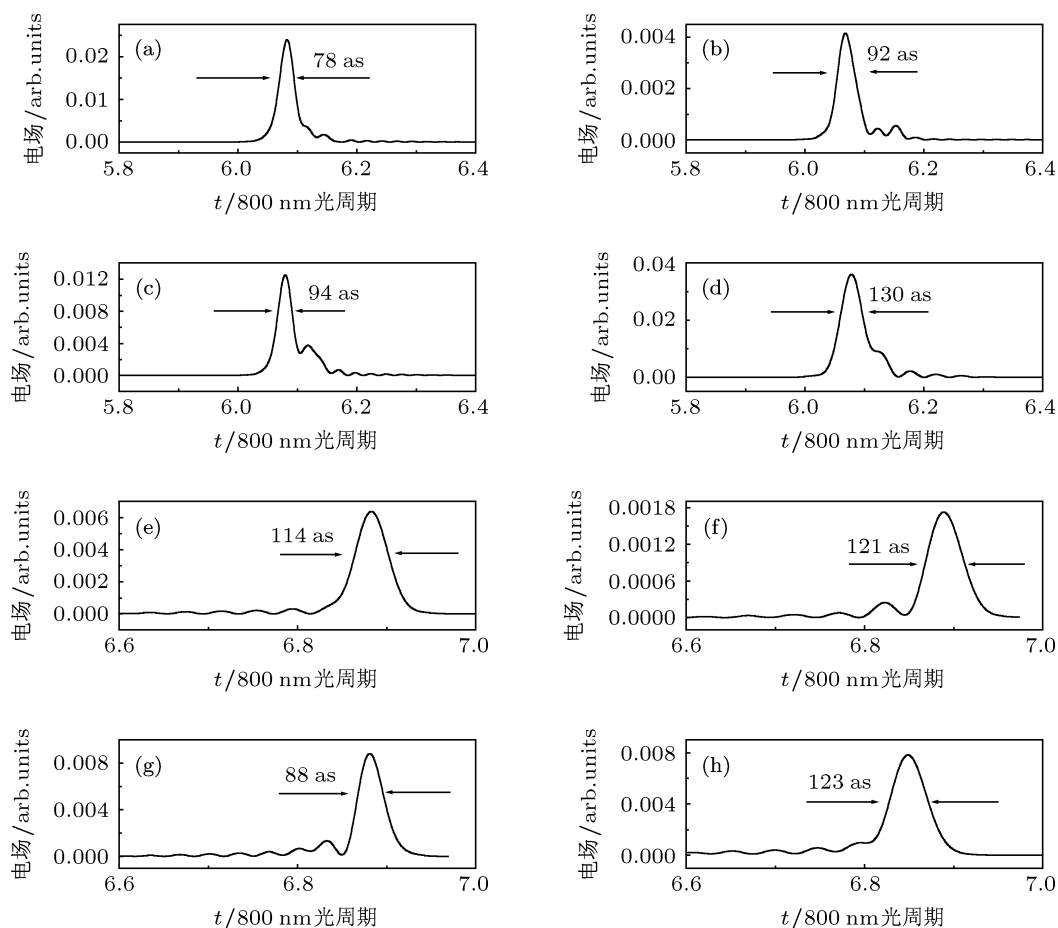 (a)
78 as
电场/arb.units
0.02
0.01
0.00
5.8
6.0
6.2
6.4
t/800 nm光周期
(b)
92 as
电场/arb.units
0.004
0.002
0.000
5.8
6.0
6.2
6.4
t/800 nm光周期
(c)
94 as
电场/arb.units
0.012
0.008
0.004
0.000
5.8
6.0
6.2
6.4
t/800 nm光周期
(d)
130 as
电场/arb.units
0.04
0.02
0.00
5.8
6.0
6.2
6.4
t/800 nm光周期
(e)
114 as
电场/arb.units
0.006
0.004
0.002
0.000
6.6
6.8
7.0
t/800 nm光周期
(f)
121 as
电场/arb.units
0.0018
0.0012
0.0006
0.0000
6.6
6.8
7.0
t/800 nm光周期
(g)
88 as
电场/arb.units
0.008
0.004
0.000
6.6
6.8
7.0
t/800 nm光周期
(h)
123 as
电场/arb.units
0.008
0.004
0.000
6.6
6.8
7.0
t/800 nm光周期